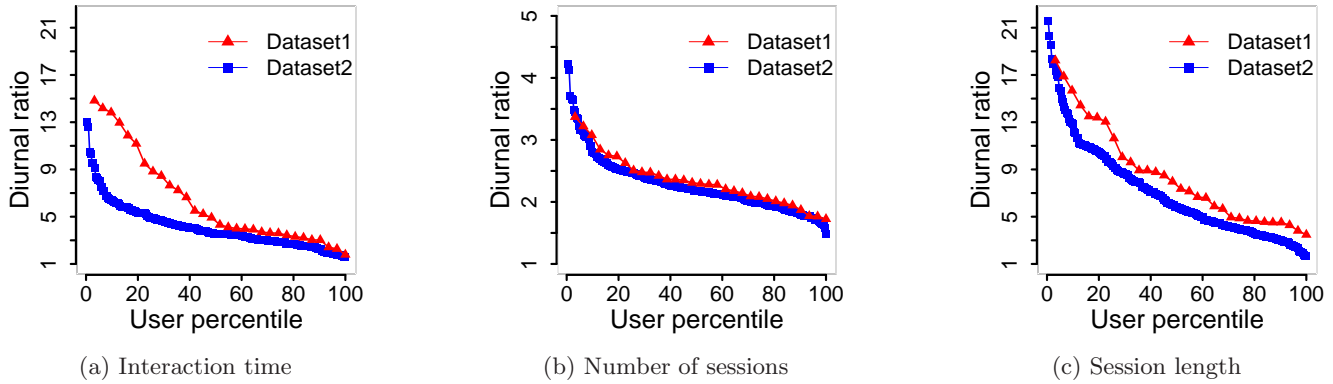 Diurnal ratio
21
17
13
9
5
1
Dataset1
Dataset2
0 20 40 60 80 100
User percentile
(a) Interaction time
Diurnal ratio
5
4
3
2
1
Dataset1
Dataset2
0 20 40 60 80 100
User percentile
(b) Number of sessions
Diurnal ratio
21
17
13
9
5
1
Dataset1
Dataset2
0 20 40 60 80 100
User percentile
(c) Session length